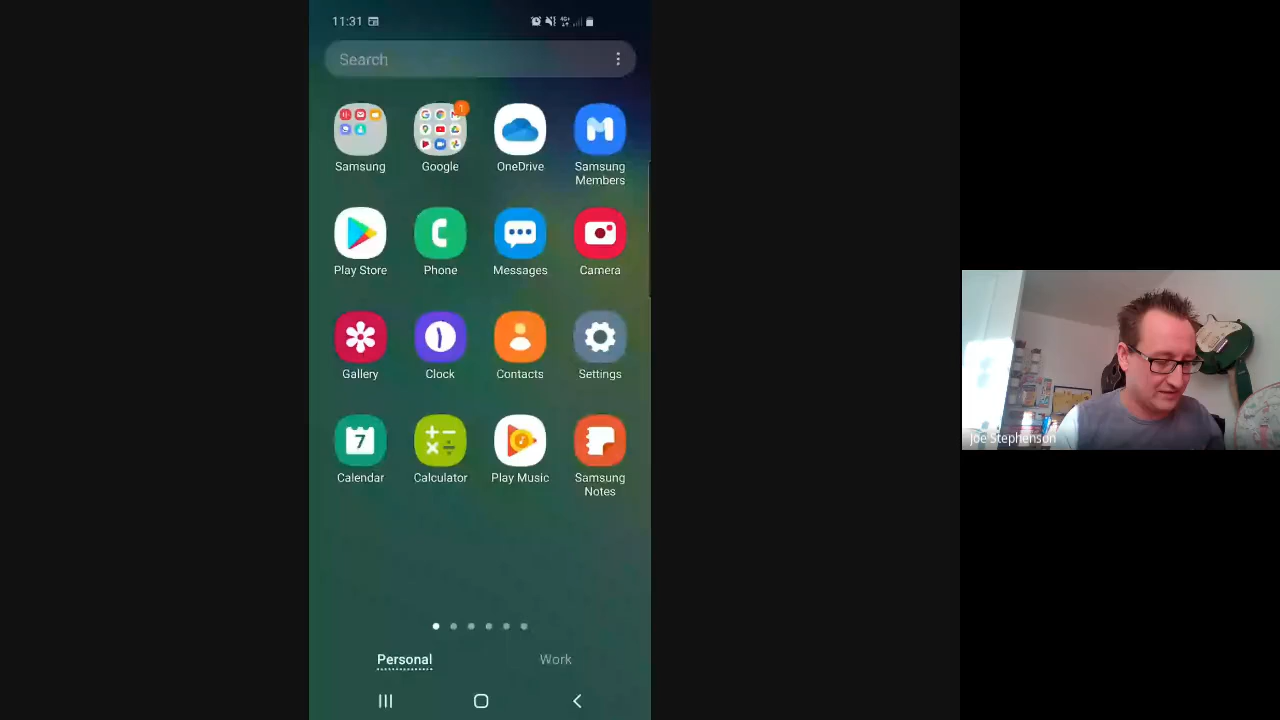 11:31
Search
1
Samsung
Google
OneDrive
Samsung
Members
Play Store
Phone
Messages
Camera
Gallery
Clock
Contacts
Settings
7
Calendar
Calculator
Play Music
Samsung
Notes
Personal
Work
Joe Stephenson